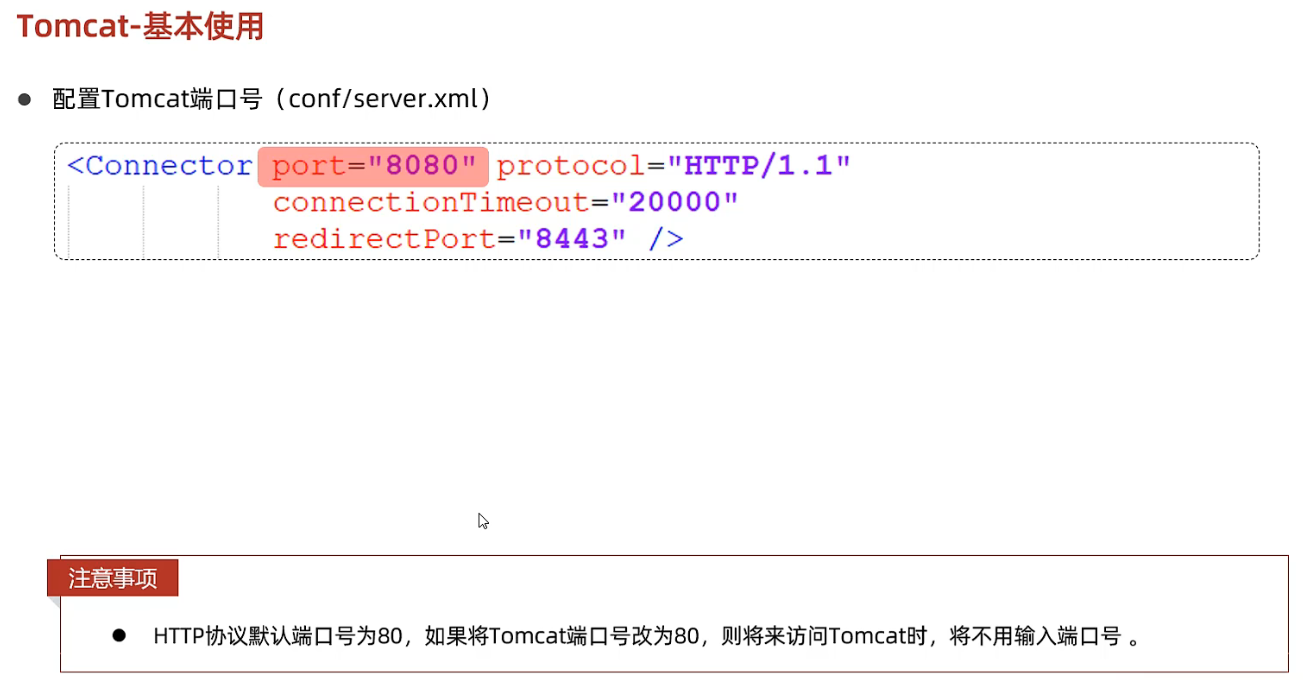 Tomcat-基本使用
● 配置Tomcat端口号（conf/server.xml）
<Connector port="8080" protocol="HTTP/1.1"
connectionTimeout="20000"
redirectPort="8443" />
注意事项
● HTTP协议默认端口号为80，如果将Tomcat端口号改为80，则将来访问Tomcat时，将不用输入端口号 。